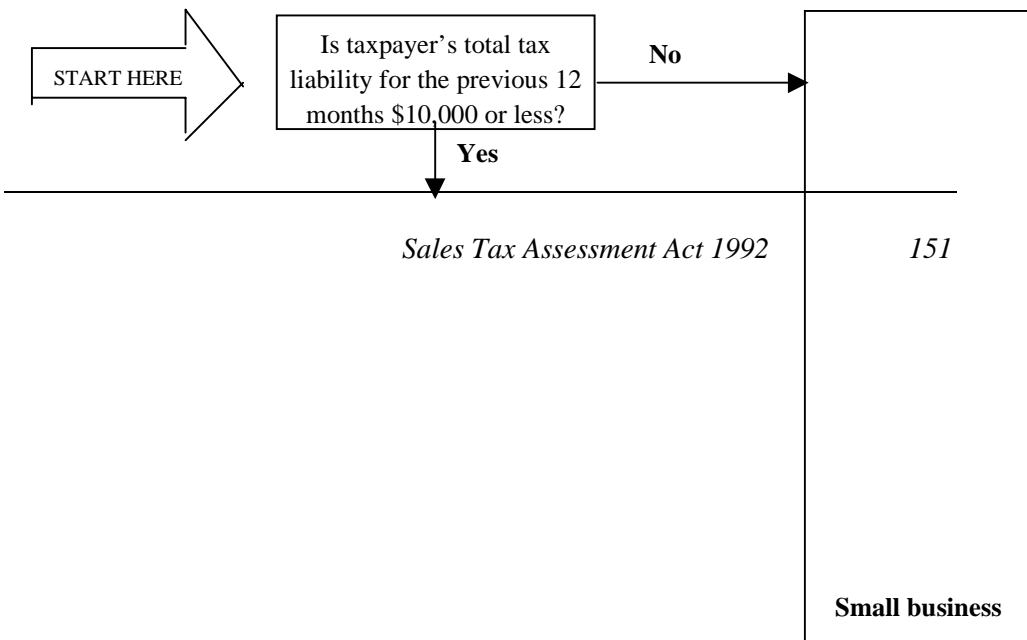 START HERE
Is taxpayer’s total tax
liability for the previous 12
months $10,000 or less?
No
Yes
Sales Tax Assessment Act 1992 151
Small business